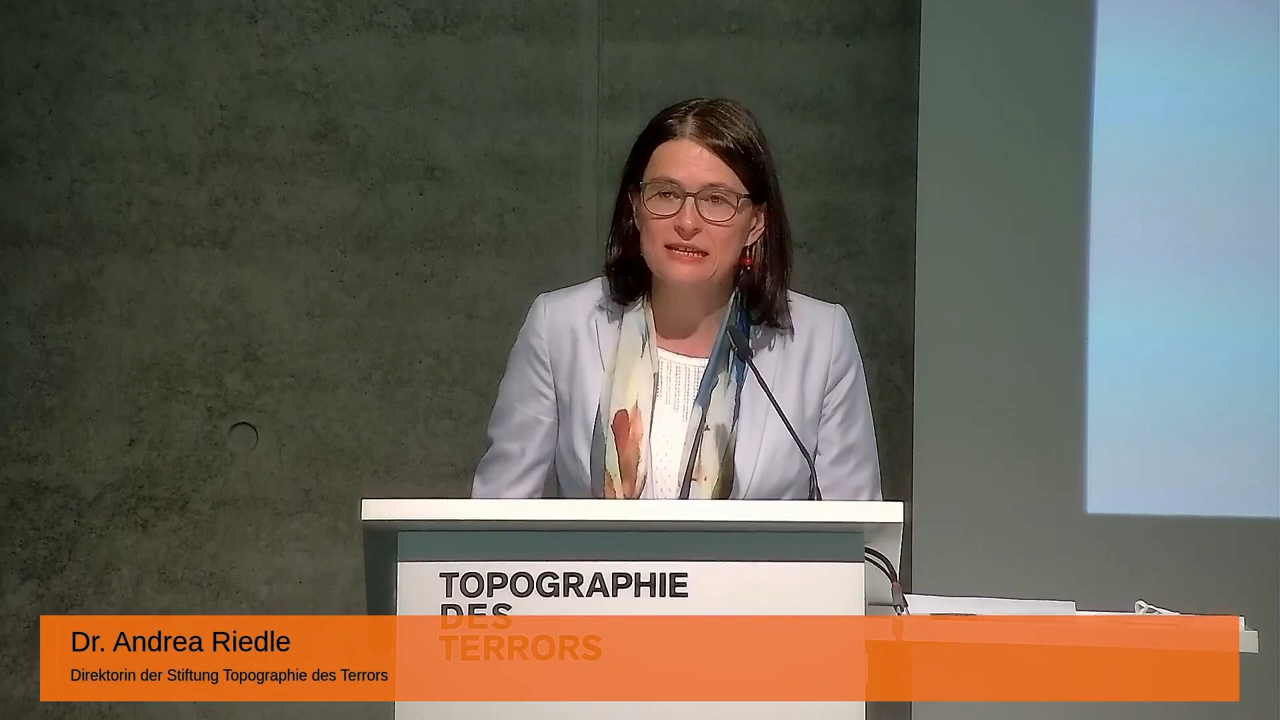 TOPOGRAPHIE
DES
TERRORS
Dr. Andrea Riedle
Direktorin der Stiftung Topographie des Terrors